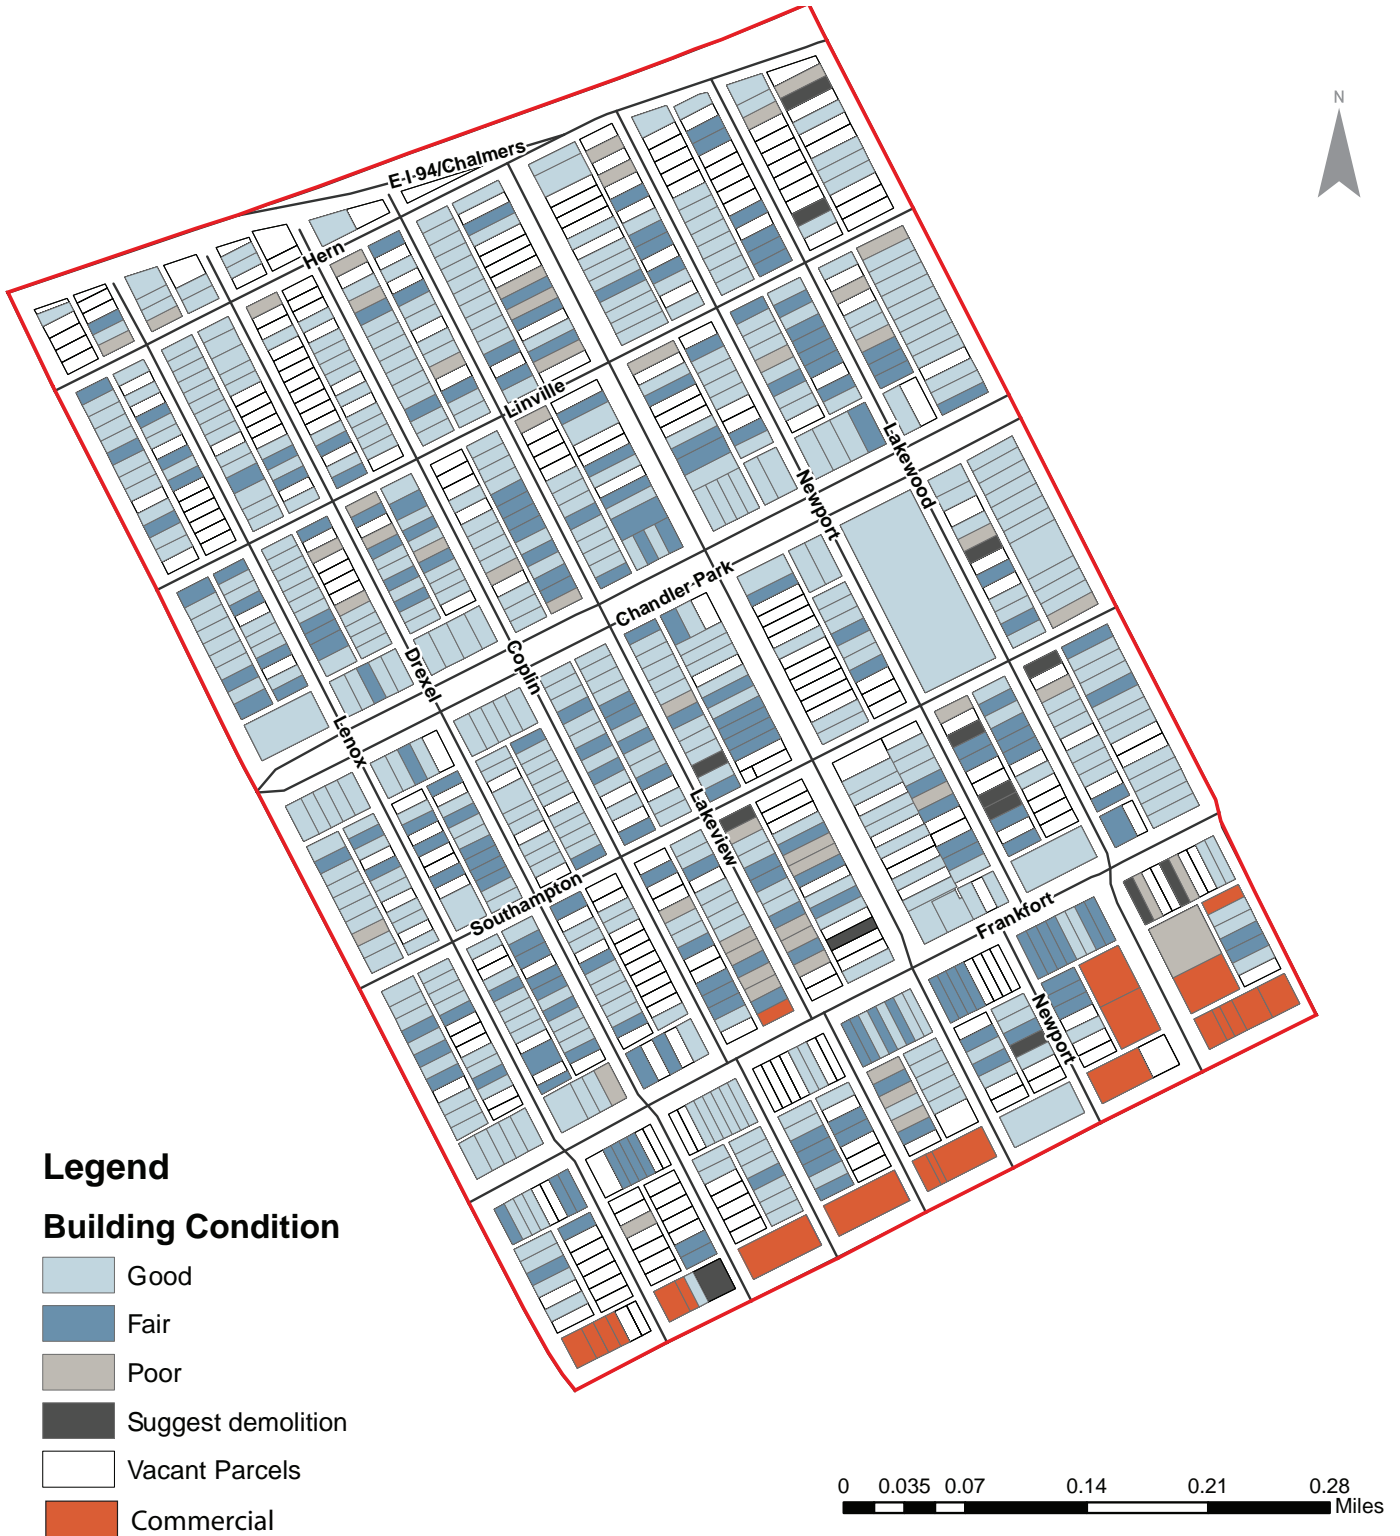 N
E-I-94/Chalmers
Hern
Linville
Lakewood
Newport
Chandler-Park
Coplin
Drexel
Lenox
Lakeview
Southampton
Frankfort
Newport
Legend
Building Condition
Good
Fair
Poor
Suggest demolition
Vacant Parcels
Commercial
0 0.035 0.07 0.14 0.21 0.28
Miles